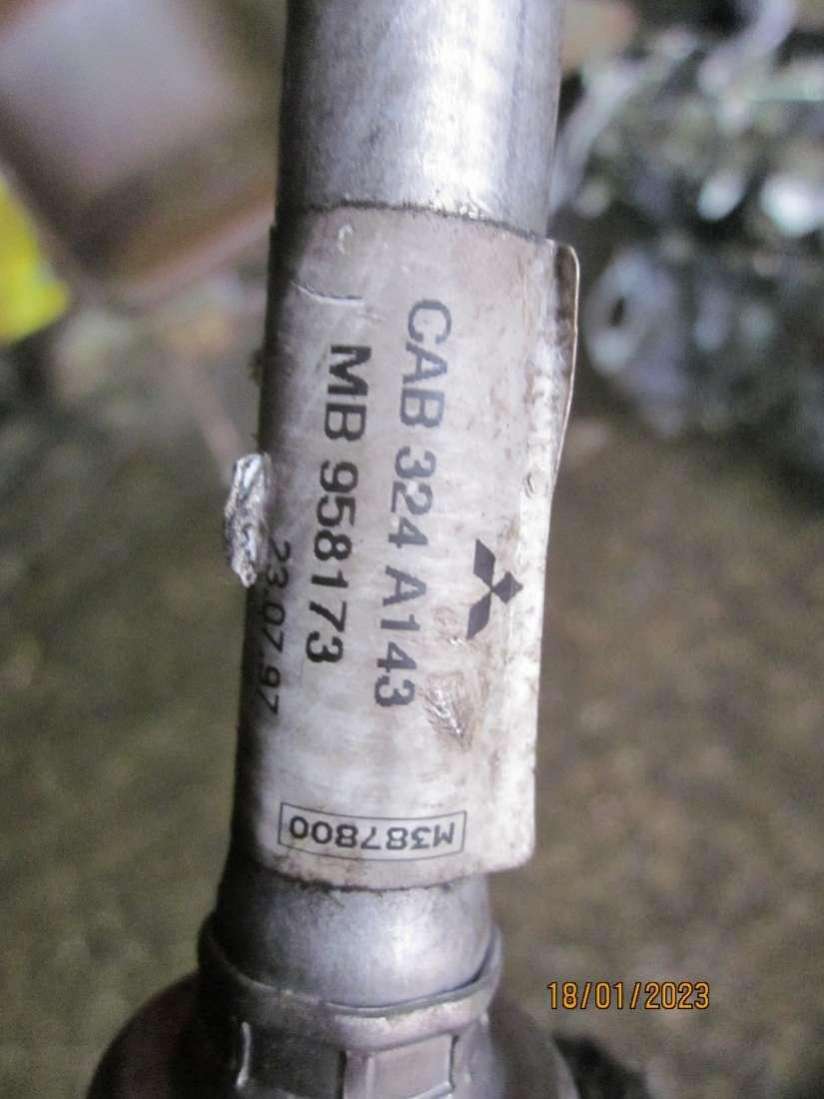 CAB 324 A143
MB 958173
23.07.97
M387800
18/01/2023